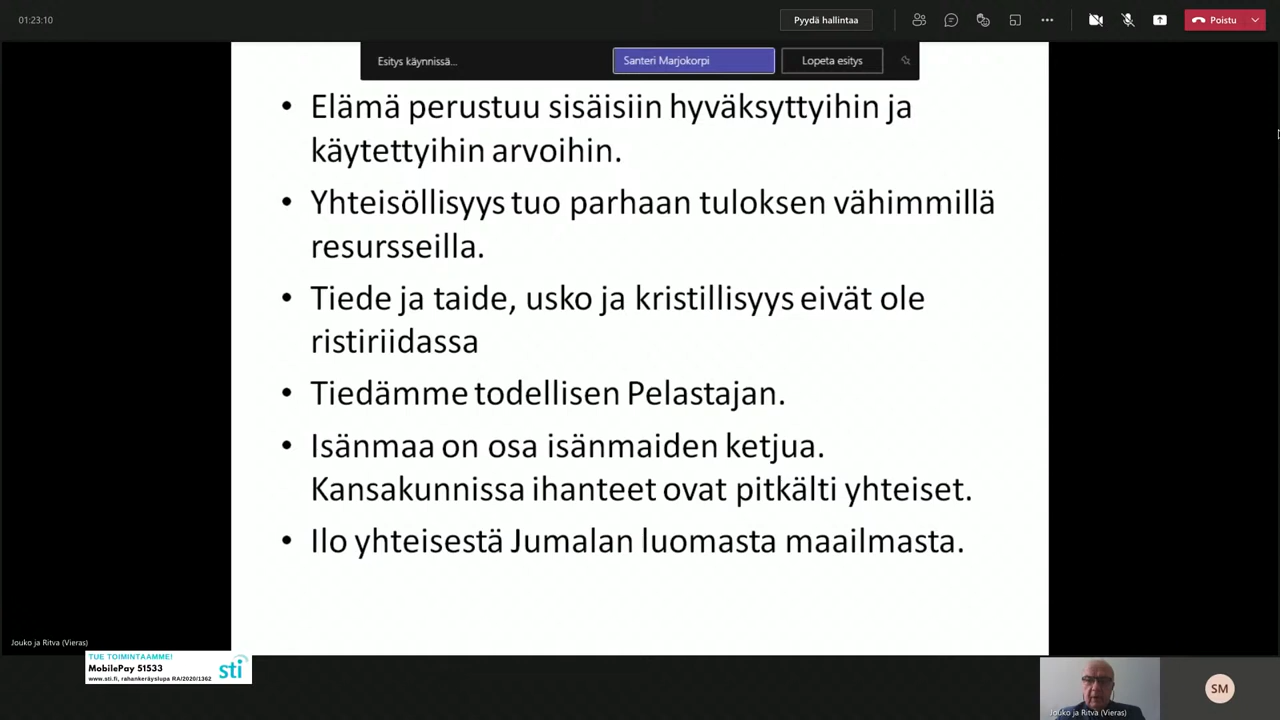 01:23:10
Pyydä hallintaa
Poistu
Esitys käynnissä...
Santeri Marjokorpi
Lopeta esitys
• Elämä perustuu sisäisiin hyväksyttyihin ja
käytettyihin arvoihin.
• Yhteisöllisyys tuo parhaan tuloksen vähimmillä
resursseilla.
• Tiede ja taide, usko ja kristillisyys eivät ole
ristiriidassa
• Tiedämme todellisen Pelastajan.
• Isänmaa on osa isänmaiden ketjua.
Kansakunnissa ihanteet ovat pitkälti yhteiset.
• Ilo yhteisestä Jumalan luomasta maailmasta.
Jouko ja Ritva (Vieras)
TUE TOIMINTAAMME!
MobilePay 51533
www.sti.fi, rahankeräyslupa RA/2020/1362
sti
Jouko ja Ritva (Vieras)
SM